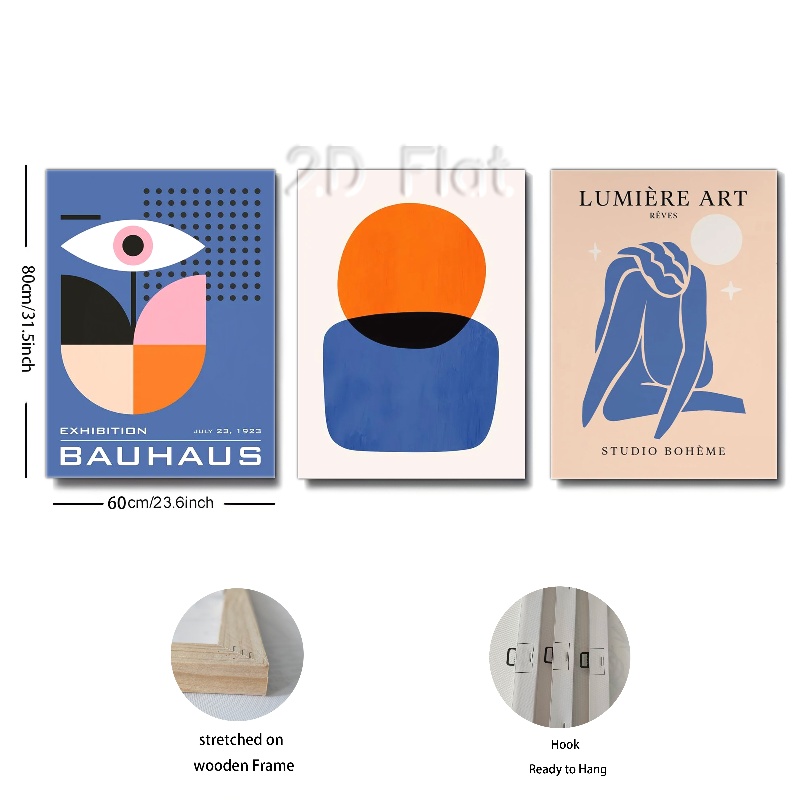 2D Flat
LUMIÈRE ART
RÊVES
80cm/31.5inch
EXHIBITION JULY 23, 1923
BAUHAUS
STUDIO BOHÈME
60cm/23.6inch
stretched on
wooden Frame
Hook
Ready to Hang